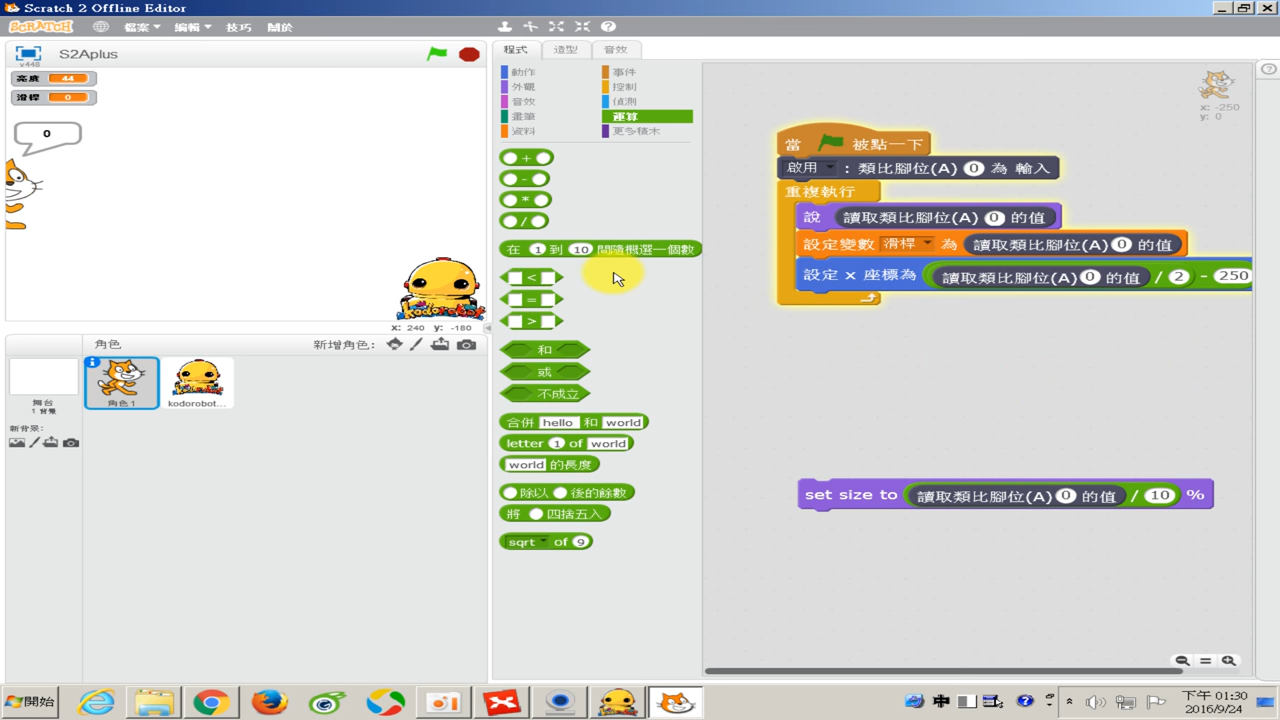 Scratch 2 Offline Editor
SCRATCH 檔案 編輯 技巧 關於
S2Aplus
v448
亮度 44
滑桿 0
0
x: 240 y: -180
角色 新增角色:
舞台
1 背景
新背景:
角色1
kodorobot...
程式 造型 音效
動作 事件
外觀 控制
音效 偵測
畫筆 運算
資料 更多積木
+
-
*
/
在 1 到 10 間隨機選一個數
<
=
>
和
或
不成立
合併 hello 和 world
letter 1 of world
world 的長度
除以 後的餘數
將 四捨五入
sqrt of 9
x: -250
y: 0
當 被點一下
啟用 : 類比腳位(A) 0 為 輸入
重複執行
說 讀取類比腳位(A) 0 的值
設定變數 滑桿 為 讀取類比腳位(A) 0 的值
設定 x 座標為 讀取類比腳位(A) 0 的值 / 2 - 250
set size to 讀取類比腳位(A) 0 的值 / 10 %
kodorobot
開始
中
下午 01:30
2016/9/24